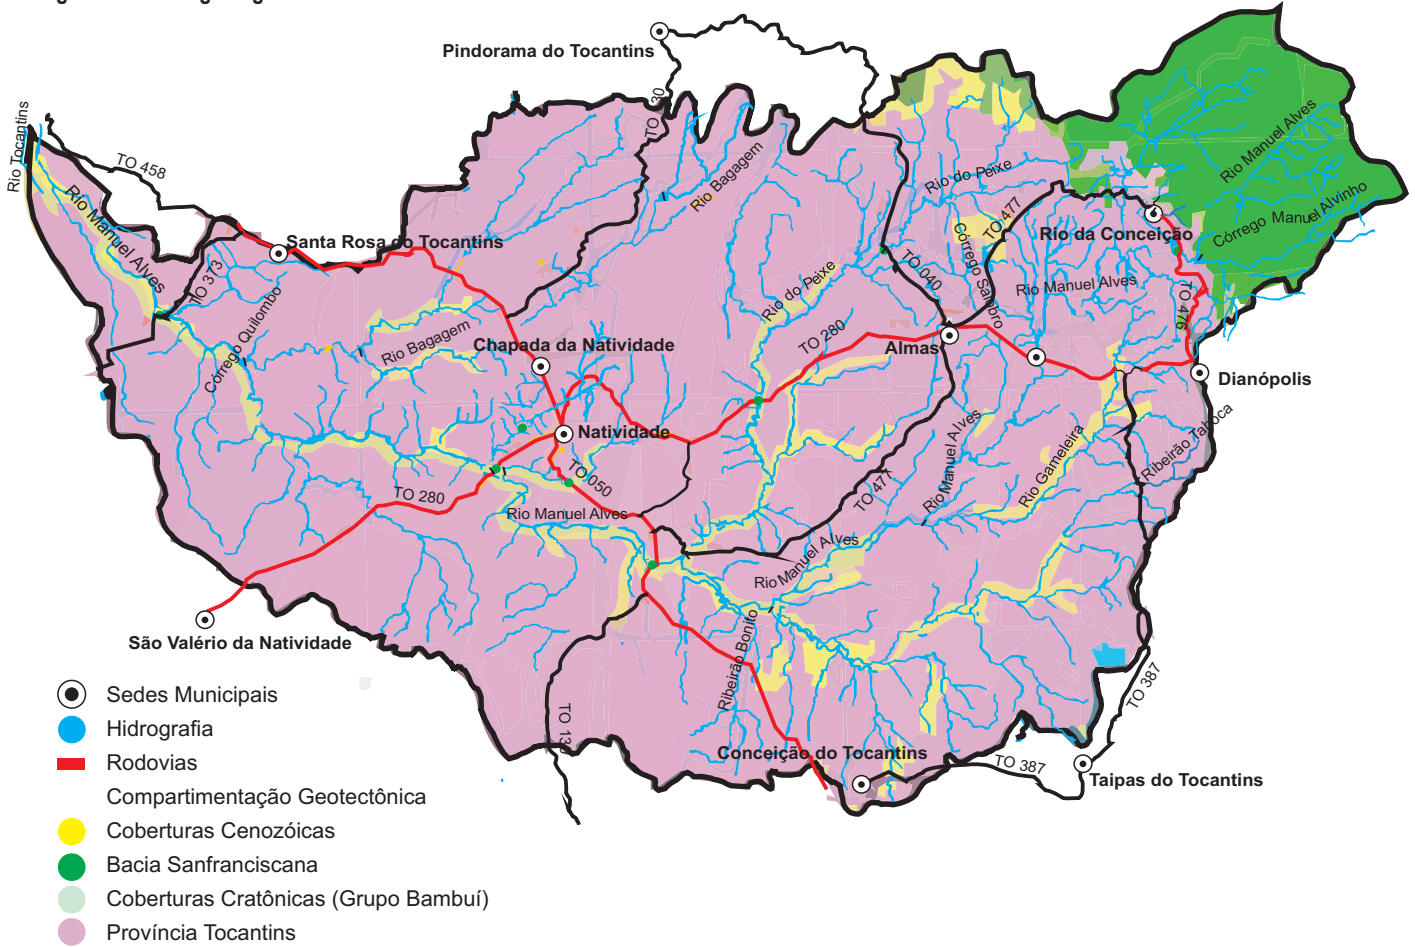 Pindorama do Tocantins
TO 458
Rio Tocantins
Rio Manuel Alves
TO 373
Santa Rosa do Tocantins
Córrego Quilombo
Rio Bagagem
Rio Bagagem
Chapada da Natividade
Natividade
TO 050
TO 280
Rio Manuel Alves
Rio do Peixe
TO 280
Rio do Peixe
TO 477
Córrego Salobro
TO 040
Almas
Rio Manuel Alves
Rio da Conceição
Rio Manuel Alves
Córrego Manuel Alvinho
TO 476
Dianópolis
Ribeirão Taboca
Rio Gameleira
Rio Manuel Alves
TO 477
Rio Manuel Alves
Ribeirão Bonito
São Valério da Natividade
Conceição do Tocantins
TO 387
TO 387
Taipas do Tocantins
Sedes Municipais
Hidrografia
Rodovias
Compartimentação Geotectônica
Coberturas Cenozóicas
Bacia Sanfranciscana
Coberturas Cratônicas (Grupo Bambuí)
Província Tocantins